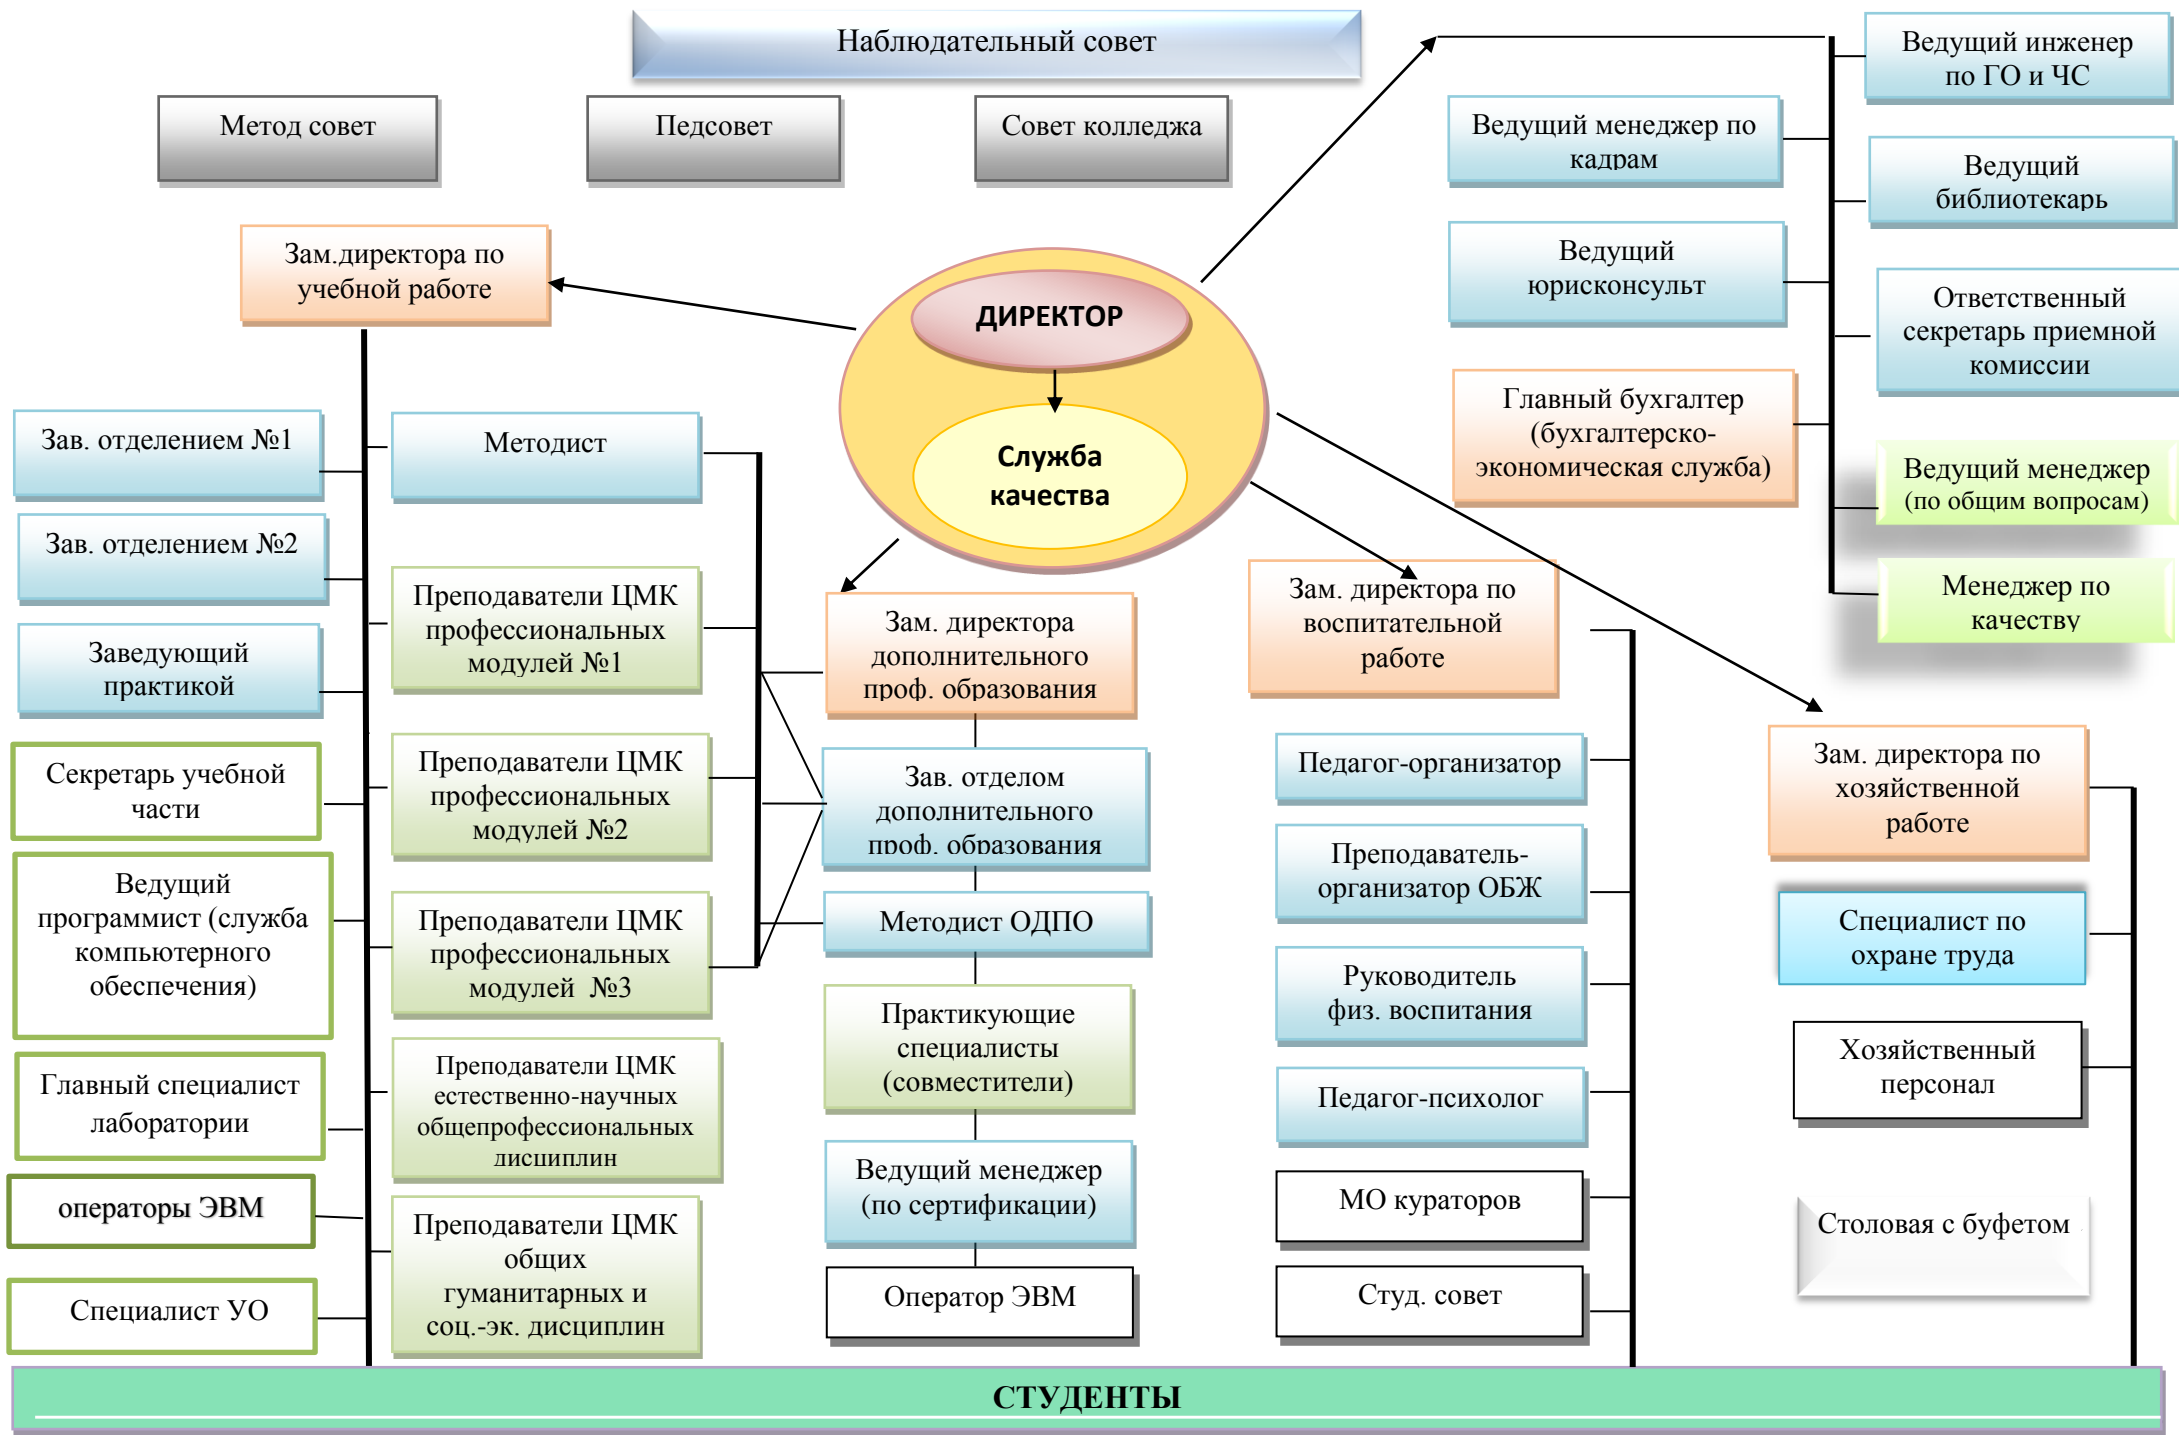 Наблюдательный совет
Метод совет
Педсовет
Совет колледжа
Зам.директора по
учебной работе
ДИРЕКТОР
Служба
качества
Ведущий инженер
по ГО и ЧС
Ведущий менеджер по
кадрам
Ведущий
библиотекарь
Ведущий
юрисконсульт
Ответственный
секретарь приемной
комиссии
Главный бухгалтер
(бухгалтерско-
экономическая служба)
Ведущий менеджер
(по общим вопросам)
Менеджер по
качеству
Зав. отделением №1
Зав. отделением №2
Заведующий
практикой
Секретарь учебной
части
Ведущий
программист (служба
компьютерного
обеспечения)
Главный специалист
лаборатории
операторы ЭВМ
Специалист УО
Методист
Преподаватели ЦМК
профессиональных
модулей №1
Преподаватели ЦМК
профессиональных
модулей №2
Преподаватели ЦМК
профессиональных
модулей №3
Преподаватели ЦМК
естественно-научных
общепрофессиональных
дисциплин
Преподаватели ЦМК
общих
гуманитарных и
соц.-эк. дисциплин
Зам. директора
дополнительного
проф. образования
Зав. отделом
дополнительного
проф. образования
Методист ОДПО
Практикующие
специалисты
(совместители)
Ведущий менеджер
(по сертификации)
Оператор ЭВМ
Зам. директора по
воспитательной
работе
Педагог-организатор
Преподаватель-
организатор ОБЖ
Руководитель
физ. воспитания
Педагог-психолог
МО кураторов
Студ. совет
Зам. директора по
хозяйственной
работе
Специалист по
охране труда
Хозяйственный
персонал
Столовая с буфетом
СТУДЕНТЫ